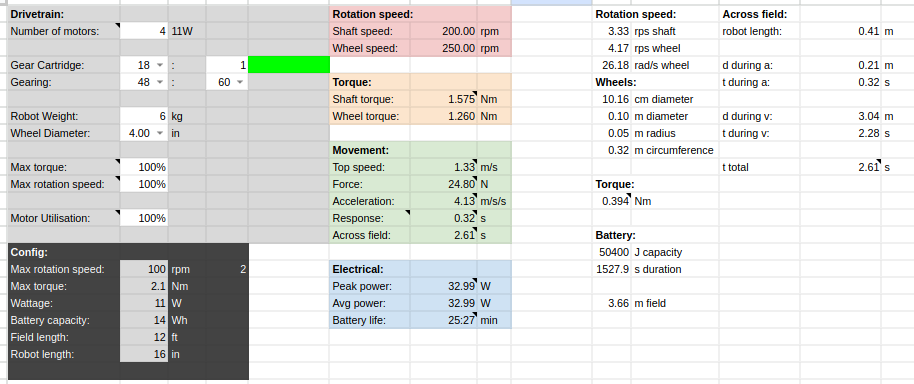 Drivetrain: Rotation speed: Rotation speed: Across field:
Number of motors: 4 11W Shaft speed: 200.00 rpm 3.33 rps shaft robot length: 0.41 m
Wheel speed: 250.00 rpm 4.17 rps wheel
Gear Cartridge: 18 : 1 26.18 rad/s wheel d during a: 0.21 m
Gearing: 48 : 60 Torque: Wheels: t during a: 0.32 s
Shaft torque: 1.575 Nm 10.16 cm diameter
Robot Weight: 6 kg Wheel torque: 1.260 Nm 0.10 m diameter d during v: 3.04 m
Wheel Diameter: 4.00 in 0.05 m radius t during v: 2.28 s
Movement: 0.32 m circumference
Max torque: 100% Top speed: 1.33 m/s t total 2.61 s
Max rotation speed: 100% Force: 24.80 N Torque:
Acceleration: 4.13 m/s/s 0.394 Nm
Motor Utilisation: 100% Response: 0.32 s
Across field: 2.61 s Battery:
Config: 50400 J capacity
Max rotation speed: 100 rpm 2 Electrical: 1527.9 s duration
Max torque: 2.1 Nm Peak power: 32.99 W
Wattage: 11 W Avg power: 32.99 W 3.66 m field
Battery capacity: 14 Wh Battery life: 25:27 min
Field length: 12 ft
Robot length: 16 in